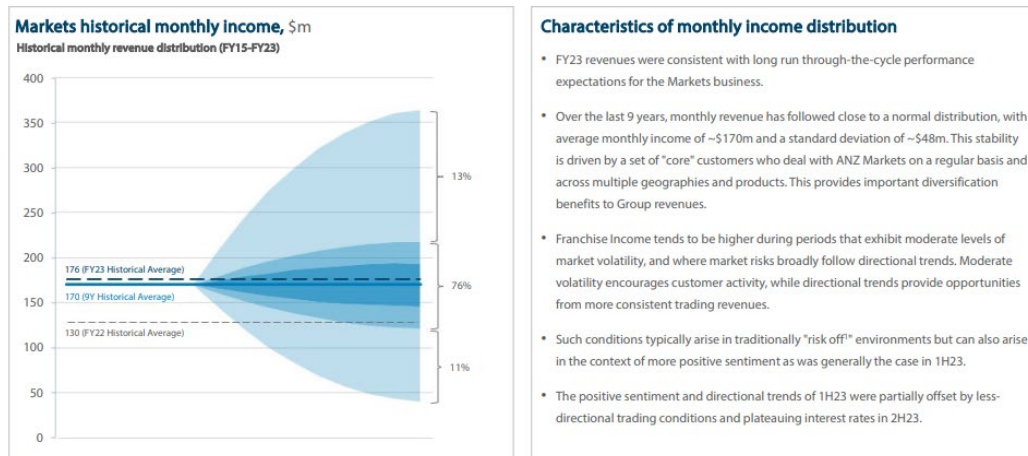 Markets historical monthly income, $m
Historical monthly revenue distribution (FY15-FY23)
400
350
300
250
200
150
100
50
0
176 (FY23 Historical Average)
170 (9Y Historical Average)
130 (FY22 Historical Average)
13%
76%
11%
Characteristics of monthly income distribution
• FY23 revenues were consistent with long run through-the-cycle performance
expectations for the Markets business.
• Over the last 9 years, monthly revenue has followed close to a normal distribution, with
average monthly income of ~$170m and a standard deviation of ~$48m. This stability
is driven by a set of "core" customers who deal with ANZ Markets on a regular basis and
across multiple geographies and products. This provides important diversification
benefits to Group revenues.
• Franchise Income tends to be higher during periods that exhibit moderate levels of
market volatility, and where market risks broadly follow directional trends. Moderate
volatility encourages customer activity, while directional trends provide opportunities
from more consistent trading revenues.
• Such conditions typically arise in traditionally "risk off¹" environments but can also arise
in the context of more positive sentiment as was generally the case in 1H23.
• The positive sentiment and directional trends of 1H23 were partially offset by less-
directional trading conditions and plateauing interest rates in 2H23.